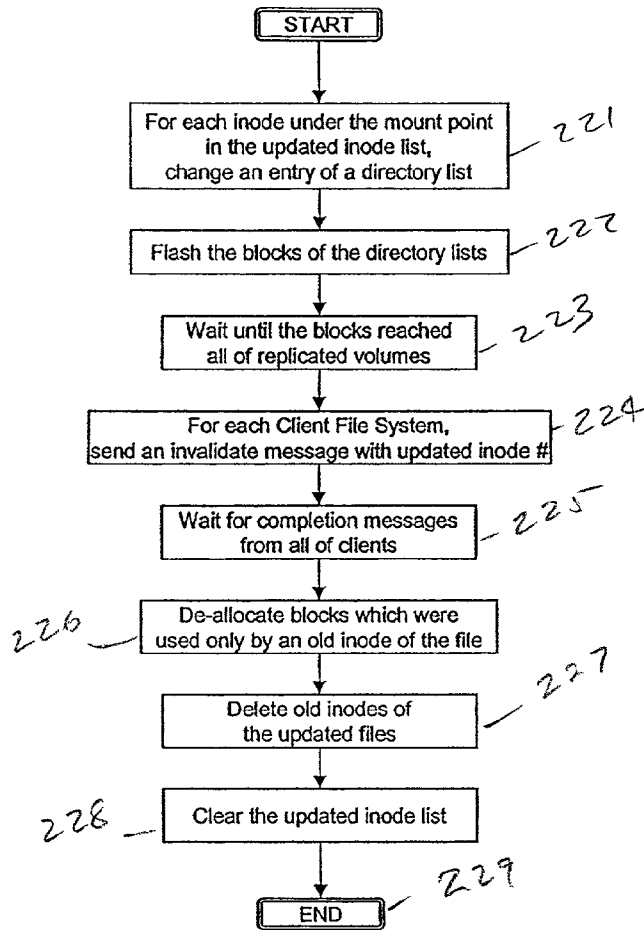 START
For each inode under the mount point
in the updated inode list,
change an entry of a directory list
221
Flash the blocks of the directory lists
222
Wait until the blocks reached
all of replicated volumes
223
For each Client File System,
send an invalidate message with updated inode #
224
Wait for completion messages
from all of clients
225
De-allocate blocks which were
used only by an old inode of the file
226
Delete old inodes of
the updated files
227
Clear the updated inode list
228
END
229